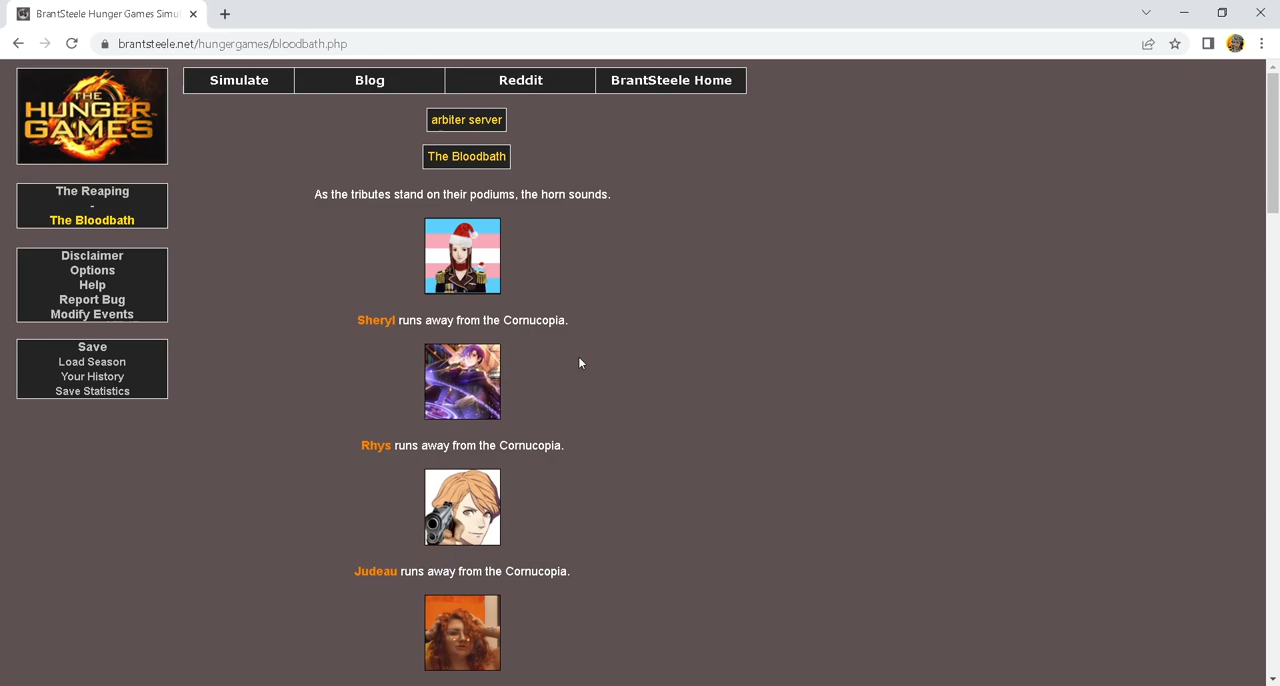 BrantSteele Hunger Games Simu
brantsteele.net/hungergames/bloodbath.php
THE
HUNGER
GAMES
Simulate
Blog
Reddit
BrantSteele Home
The Reaping
-
The Bloodbath
Disclaimer
Options
Help
Report Bug
Modify Events
Save
Load Season
Your History
Save Statistics
arbiter server
The Bloodbath
As the tributes stand on their podiums, the horn sounds.
Sheryl runs away from the Cornucopia.
Rhys runs away from the Cornucopia.
Judeau runs away from the Cornucopia.